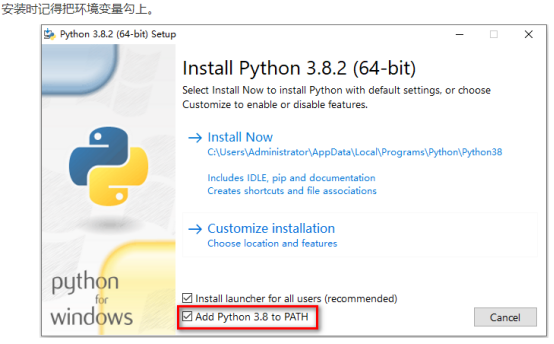 安装时记得把环境变量勾上。
Python 3.8.2 (64-bit) Setup
Install Python 3.8.2 (64-bit)
Select Install Now to install Python with default settings, or choose
Customize to enable or disable features.
Install Now
C:\Users\Administrator\AppData\Local\Programs\Python\Python38
Includes IDLE, pip and documentation
Creates shortcuts and file associations
Customize installation
Choose location and features
python
for
windows
Install launcher for all users (recommended)
Add Python 3.8 to PATH
Cancel